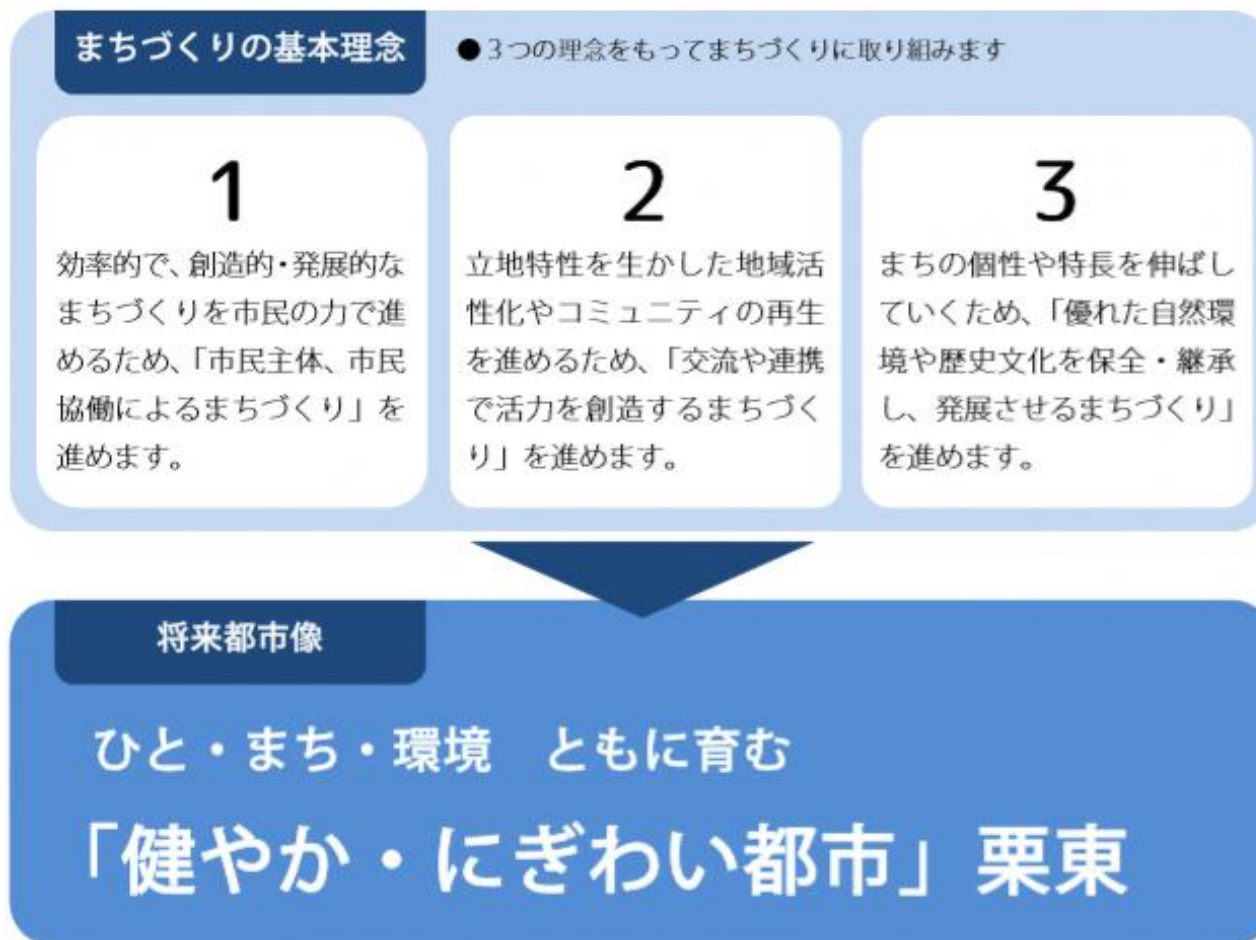 まちづくりの基本理念
●3つの理念をもってまちづくりに取り組みます
1
効率的で、創造的・発展的な
まちづくりを市民の力で進
めるため、「市民主体、市民
協働によるまちづくり」を
進めます。
2
立地特性を生かした地域活
性化やコミュニティの再生
を進めるため、「交流や連携
で活力を創造するまちづく
り」を進めます。
3
まちの個性や特長を伸ばし
ていくため、「優れた自然環
境や歴史文化を保全・継承
し、発展させるまちづくり」
を進めます。
将来都市像
ひと・まち・環境　ともに育む
「健やか・にぎわい都市」栗東